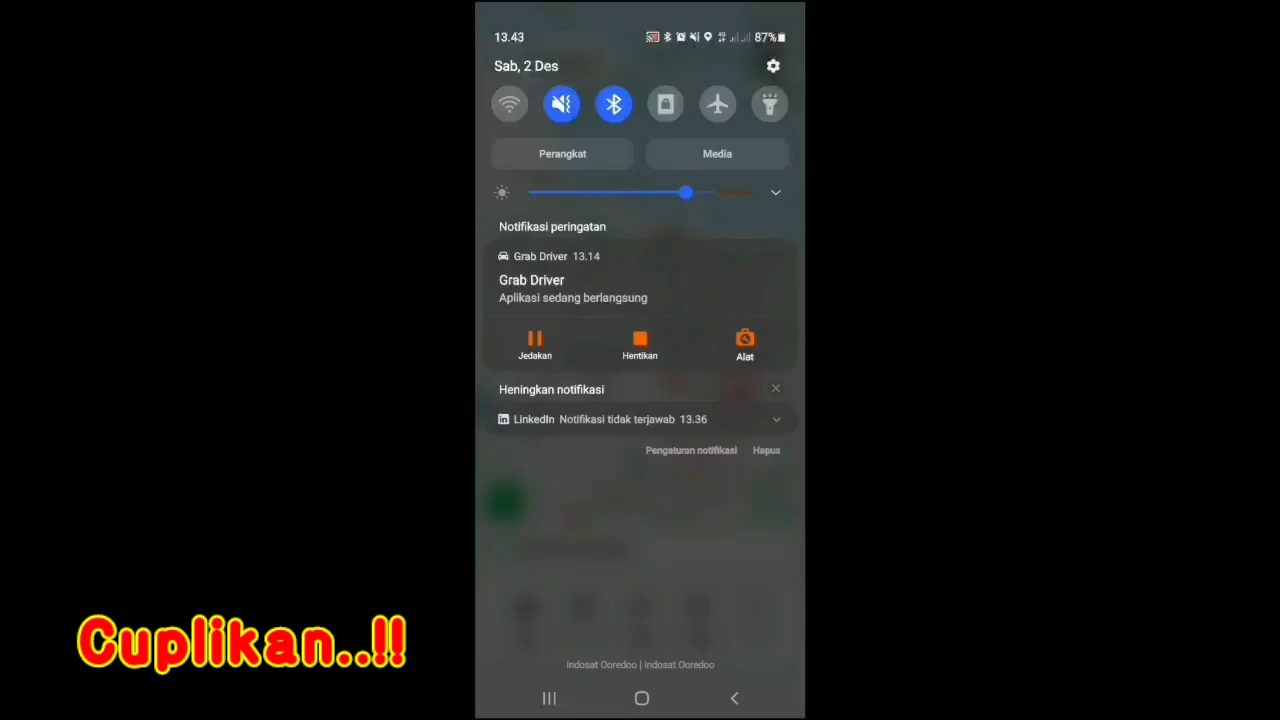 13.43
4G
87%
Sab, 2 Des
Perangkat
Media
Notifikasi peringatan
Grab Driver 13.14
Grab Driver
Aplikasi sedang berlangsung
Jedakan
Hentikan
Alat
Heningkan notifikasi
LinkedIn Notifikasi tidak terjawab 13.36
Pengaturan notifikasi
Hapus
Cuplikan..!!
Indosat Ooredoo | Indosat Ooredoo